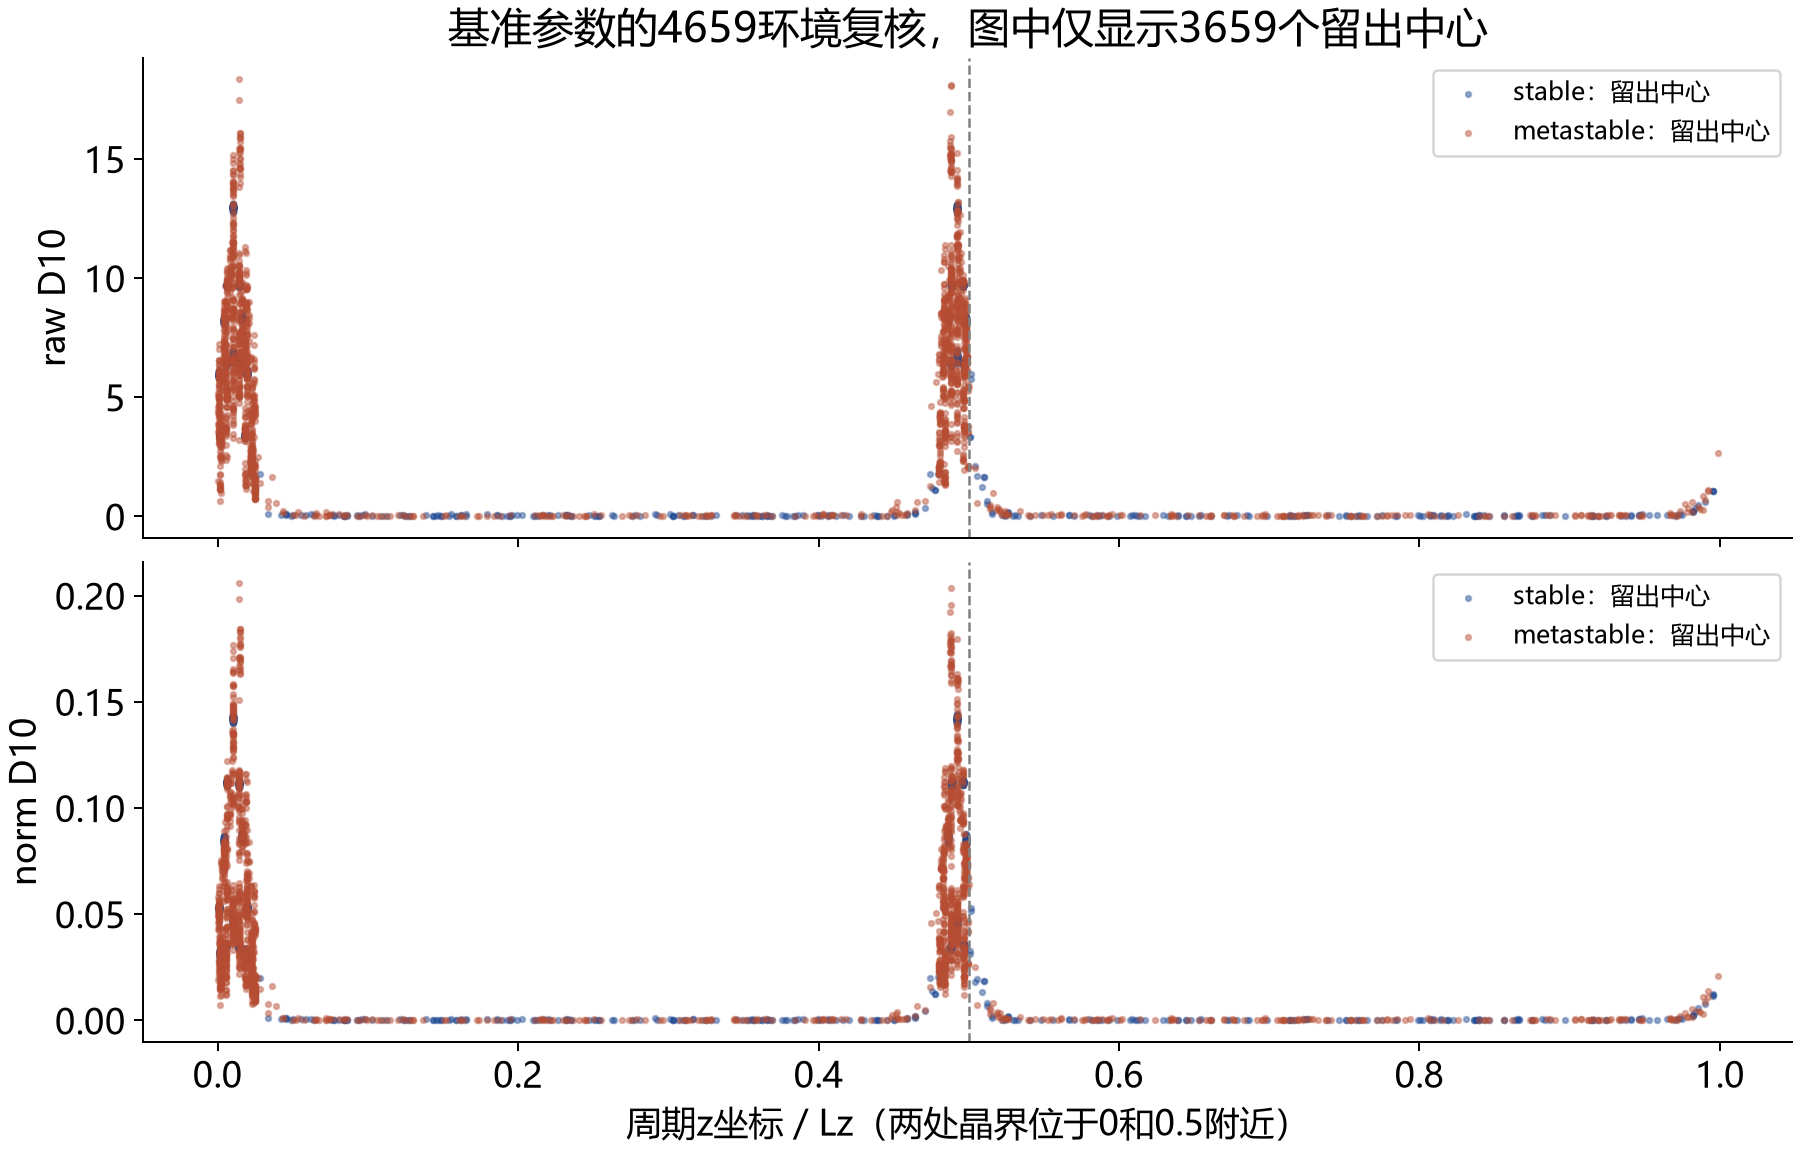 基准参数的4659环境复核，图中仅显示3659个留出中心
stable：留出中心
metastable：留出中心
15
10
5
0
raw D10
stable：留出中心
metastable：留出中心
0.20
0.15
0.10
0.05
0.00
norm D10
0.0 0.2 0.4 0.6 0.8 1.0
周期z坐标 / Lz（两处晶界位于0和0.5附近）